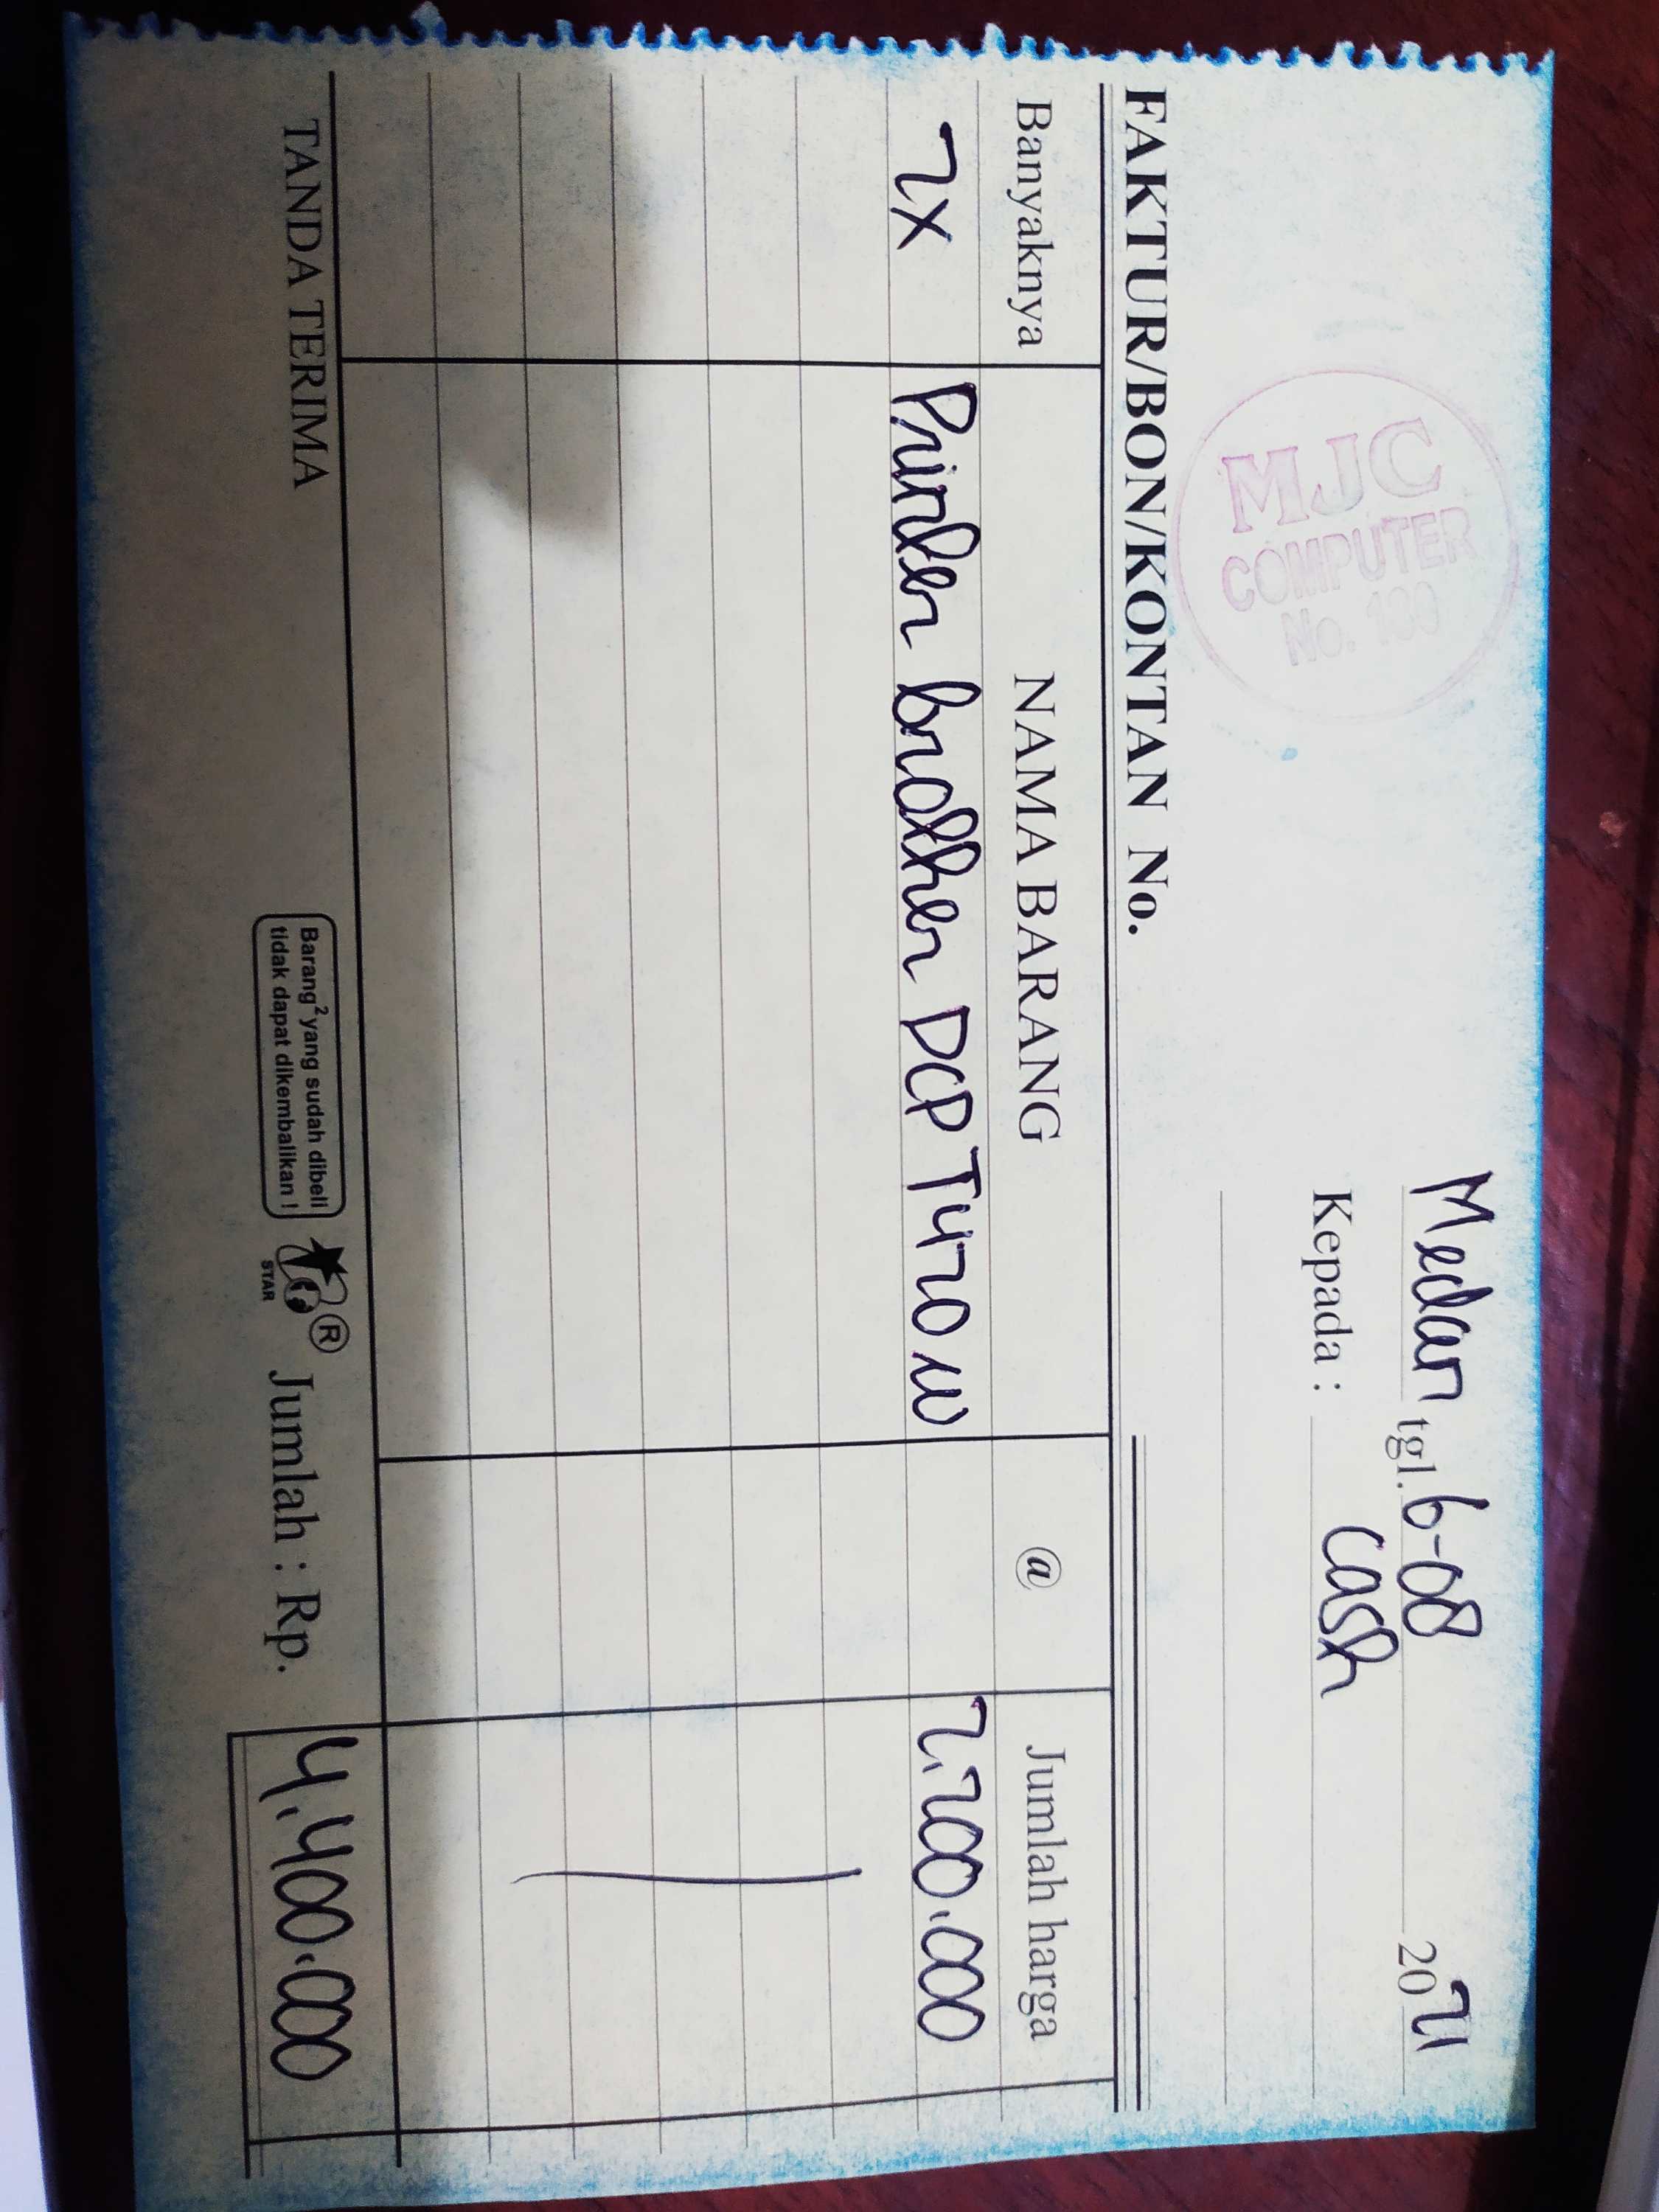 Medan tgl. 6-08 2021
Kepada : Cash
MJC
COMPUTER
No.
FAKTUR/BON/KONTAN No.
Banyaknya NAMA BARANG @ Jumlah harga
2x Printer brother DCP T420 W 2.200.000
TANDA TERIMA
Barang² yang sudah dibeli
tidak dapat dikembalikan !
STAR
®
Jumlah : Rp. 4.400.000